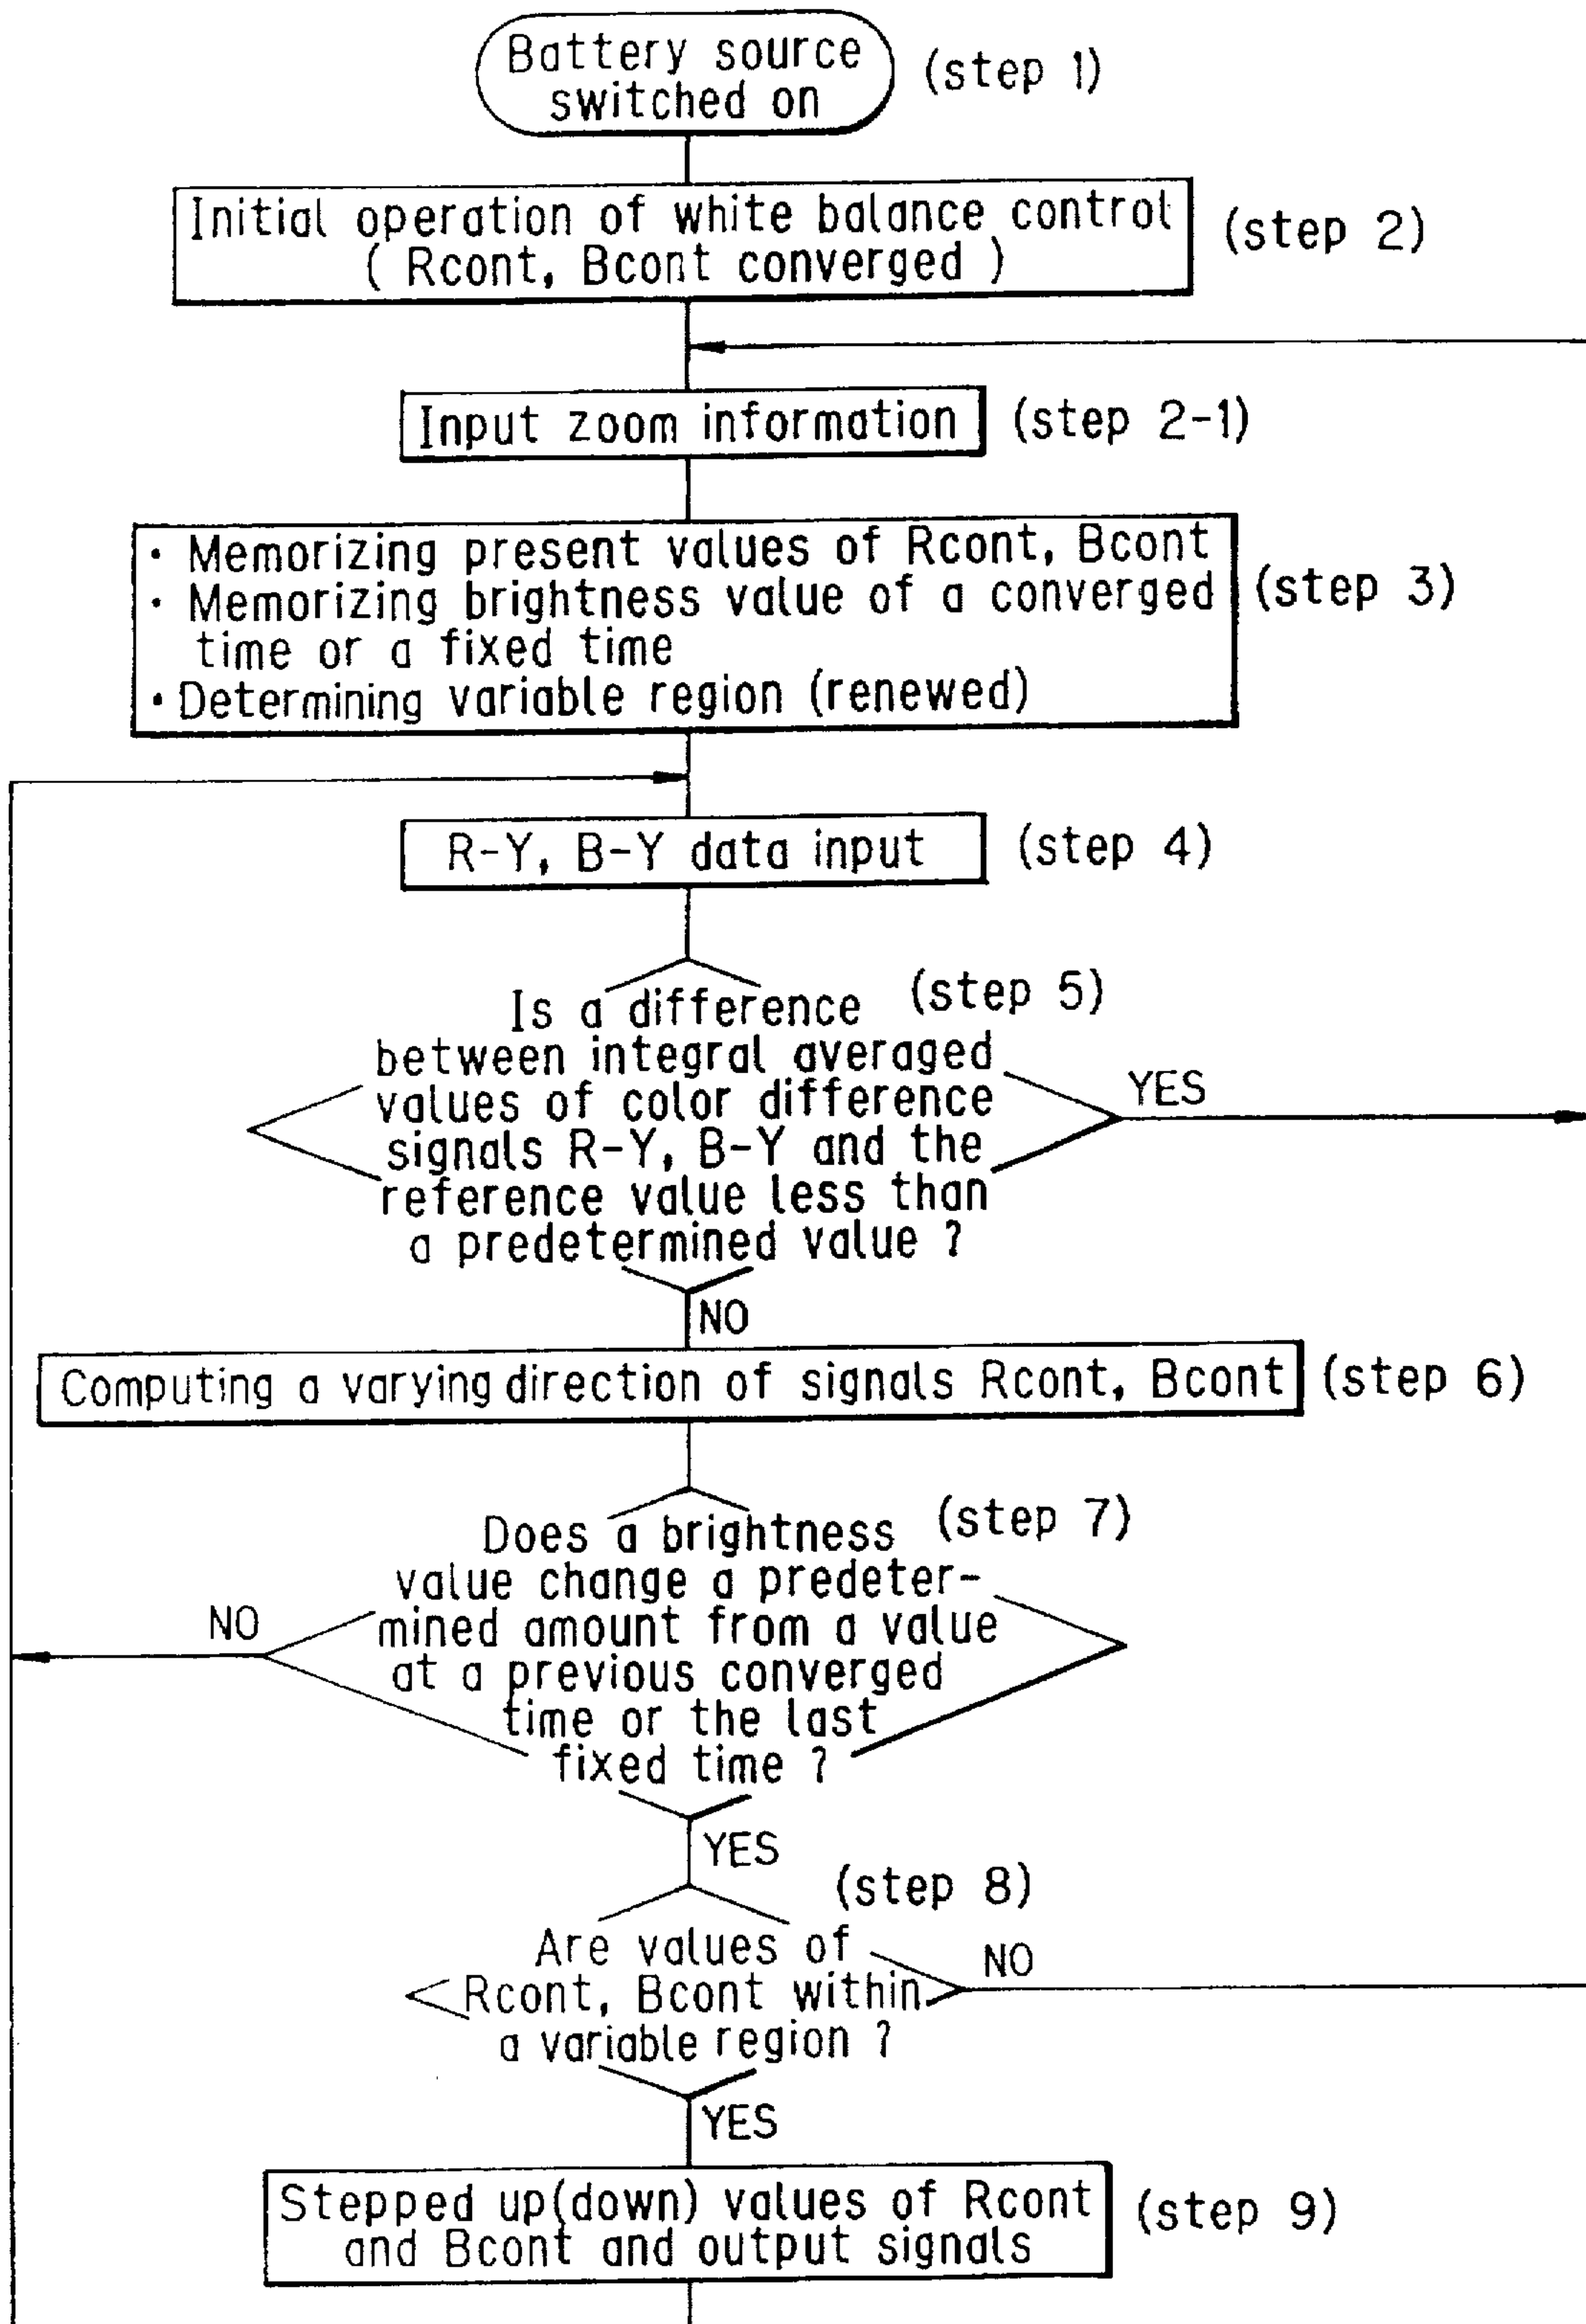 Battery source
switched on
(step 1)
Initial operation of white balance control
( Rcont, Bcont converged )
(step 2)
Input zoom information
(step 2-1)
· Memorizing present values of Rcont, Bcont
· Memorizing brightness value of a converged
time or a fixed time
· Determining variable region (renewed)
(step 3)
R-Y, B-Y data input
(step 4)
Is a difference
between integral averaged
values of color difference
signals R-Y, B-Y and the
reference value less than
a predetermined value ?
(step 5)
YES
NO
Computing a varying direction of signals Rcont, Bcont
(step 6)
Does a brightness
value change a predeter-
mined amount from a value
at a previous converged
time or the last
fixed time ?
(step 7)
NO
YES
(step 8)
Are values of
Rcont, Bcont within
a variable region ?
NO
YES
Stepped up(down) values of Rcont
and Bcont and output signals
(step 9)